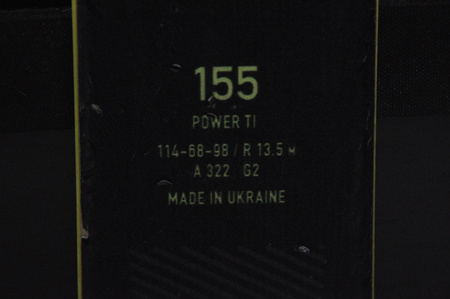 155
POWER TI
114-68-98 / R 13.5 M
A 322 G2
MADE IN UKRAINE